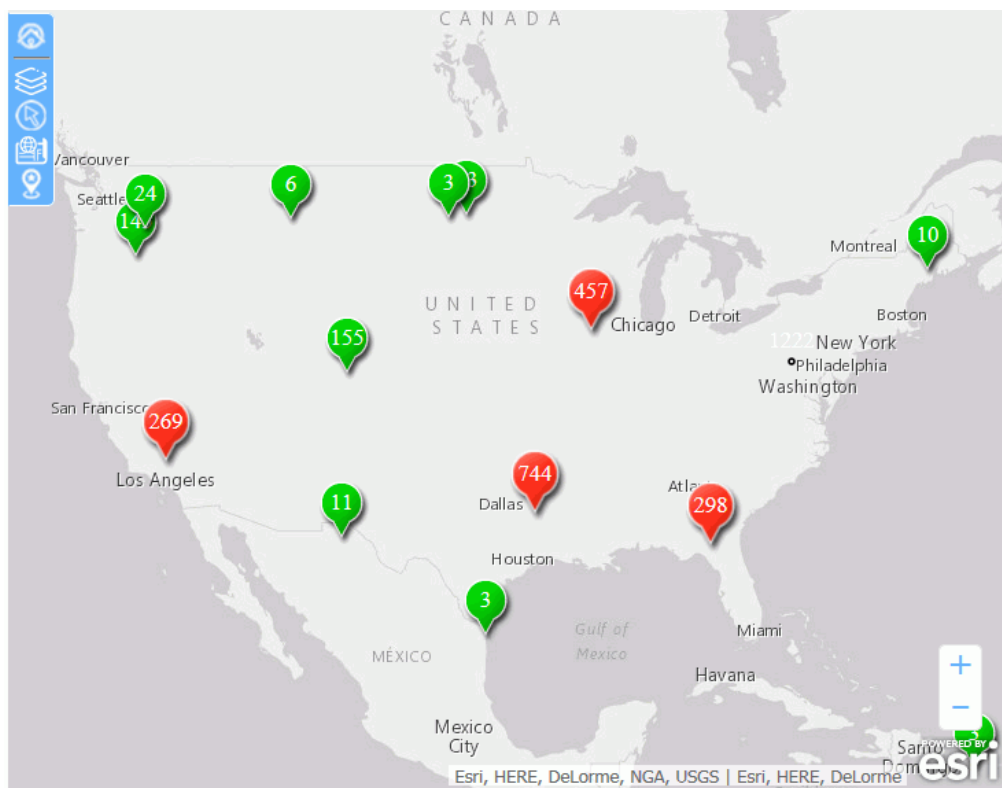 CANADA
Vancouver
Seattle
24
6
3
3
10
Montreal
457
UNITED
STATES
Chicago
Detroit
Boston
155
1222
New York
Philadelphia
Washington
San Francisco
269
Los Angeles
744
Dallas
298
11
Houston
3
Gulf of
Mexico
Miami
MÉXICO
Havana
+
−
Mexico
City
3
POWERED BY
esri
Esri, HERE, DeLorme, NGA, USGS | Esri, HERE, DeLorme